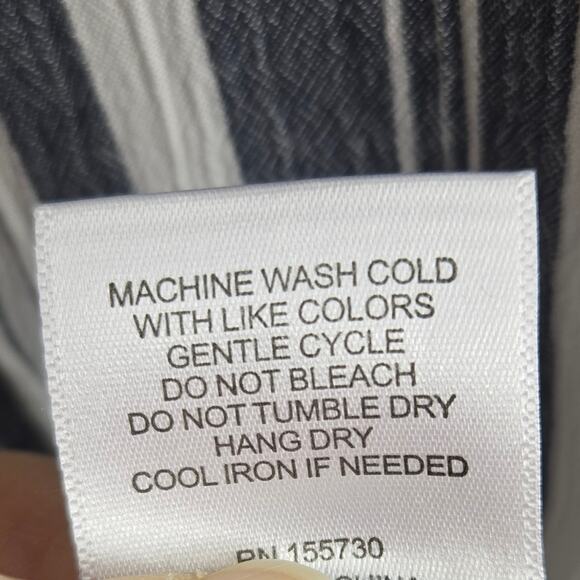 MACHINE WASH COLD
WITH LIKE COLORS
GENTLE CYCLE
DO NOT BLEACH
DO NOT TUMBLE DRY
HANG DRY
COOL IRON IF NEEDED
RN 155730